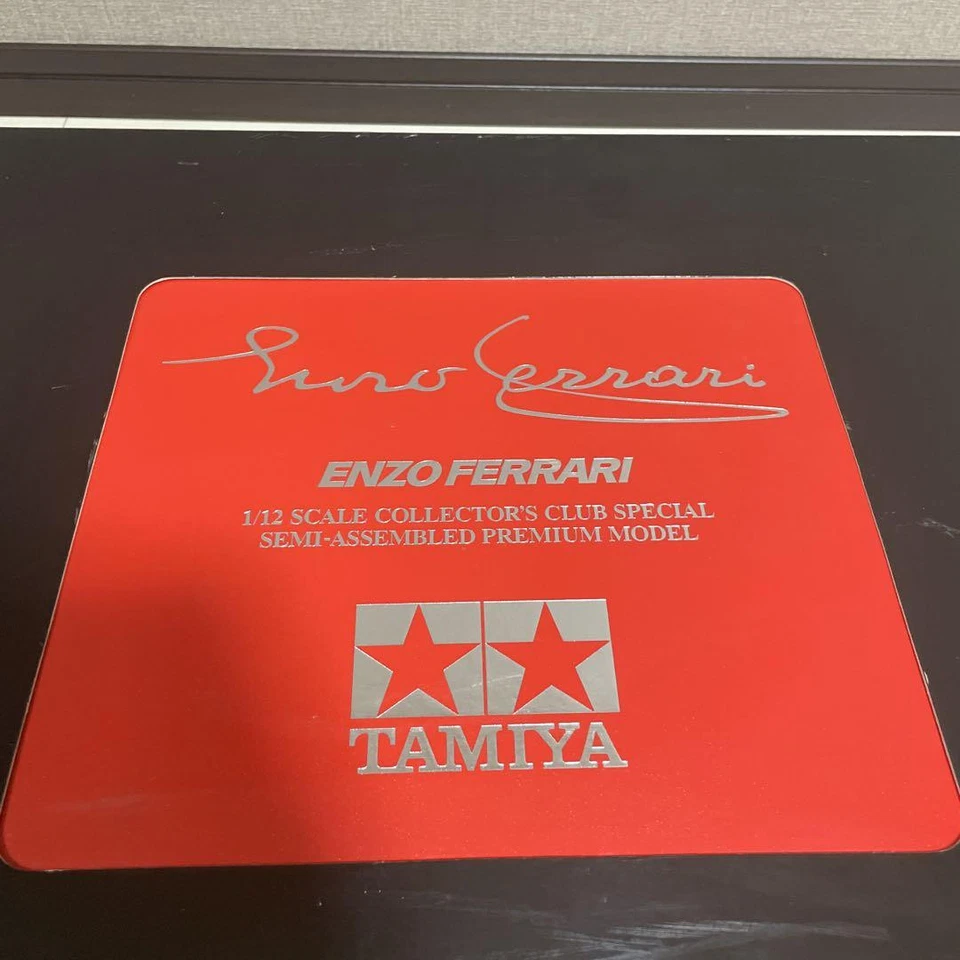 Enzo Ferrari
ENZO FERRARI
1/12 SCALE COLLECTOR'S CLUB SPECIAL
SEMI-ASSEMBLED PREMIUM MODEL
TAMIYA